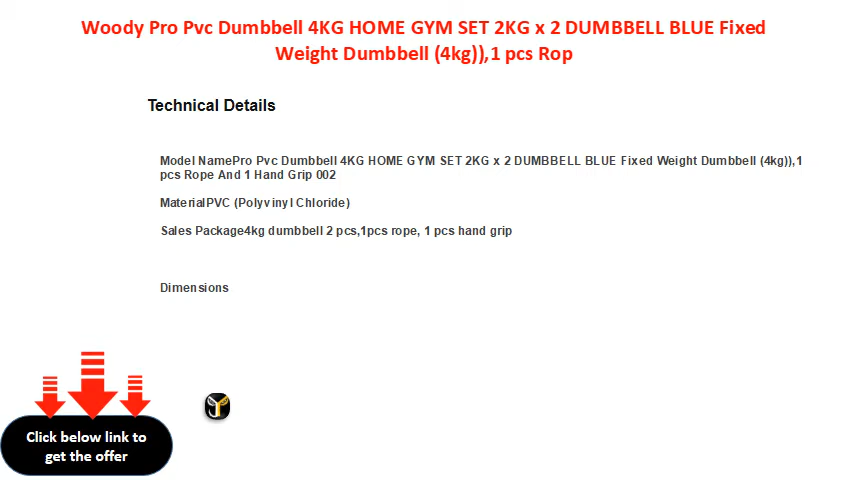 Woody Pro Pvc Dumbbell 4KG HOME GYM SET 2KG x 2 DUMBBELL BLUE Fixed
Weight Dumbbell (4kg)),1 pcs Rop
Technical Details
Model NamePro Pvc Dumbbell 4KG HOME GYM SET 2KG x 2 DUMBBELL BLUE Fixed Weight Dumbbell (4kg)),1
pcs Rope And 1 Hand Grip 002
MaterialPVC (Polyvinyl Chloride)
Sales Package4kg dumbbell 2 pcs,1pcs rope, 1 pcs hand grip
Dimensions
Click below link to
get the offer